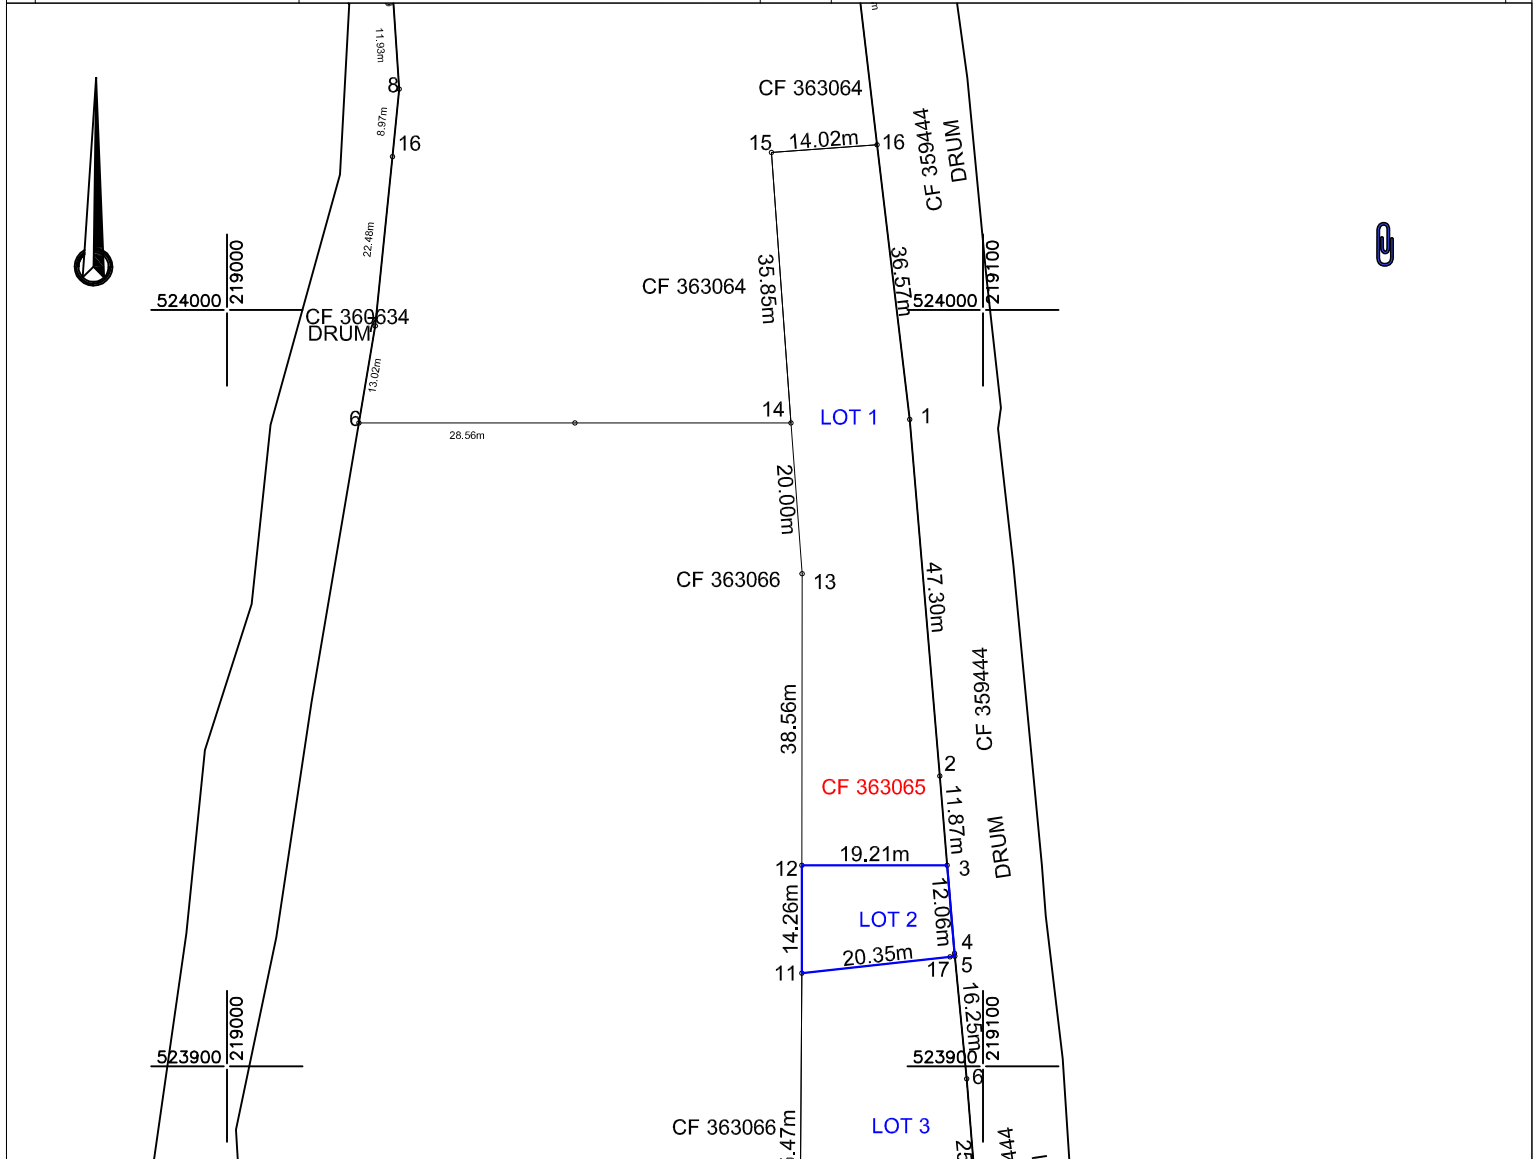 11.93m
8
8.97m
16
CF 363064
15
14.02m
16
CF 359444
DRUM
22.48m
35.85m
36.57m
CF 363064
524000
219000
524000
219100
CF 360634
DRUM
13.02m
6
28.56m
14
LOT 1
1
20.00m
CF 363066
13
47.30m
38.56m
CF 359444
2
CF 363065
11.87m
DRUM
19.21m
12
3
14.26m
LOT 2
12.06m
4
20.35m
17
5
11
16.25m
523900
219000
523900
219100
6
CF 363066
LOT 3